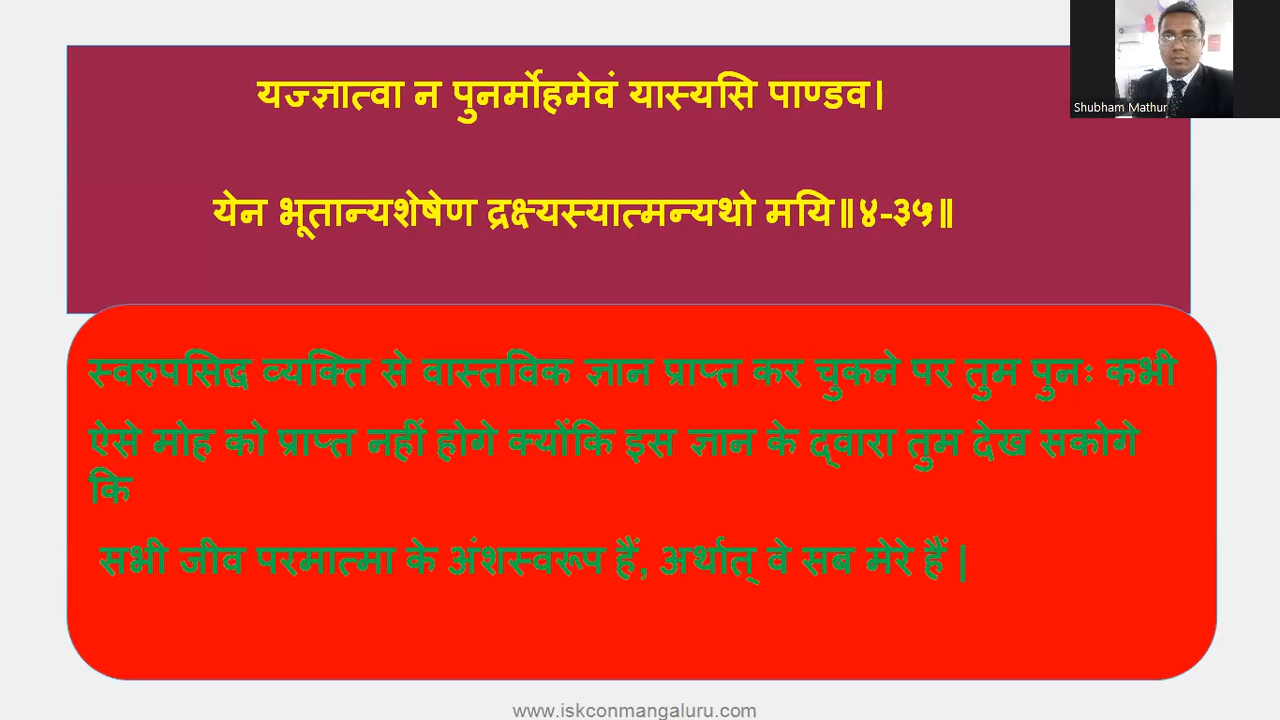 यज्ज्ञात्वा न पुनर्मोहमेवं यास्यसि पाण्डव।
Shubham Mathur
येन भूतान्यशेषेण द्रक्ष्यस्यात्मन्यथो मयि॥४-३५॥
स्वरुपसिद्ध व्यक्ति से वास्तविक ज्ञान प्राप्त कर चुकने पर तुम पुनः कभी
ऐसे मोह को प्राप्त नहीं होगे क्योंकि इस ज्ञान के द्वारा तुम देख सकोगे
कि
सभी जीव परमात्मा के अंशस्वरूप हैं, अर्थात् वे सब मेरे हैं |
www.iskconmangaluru.com